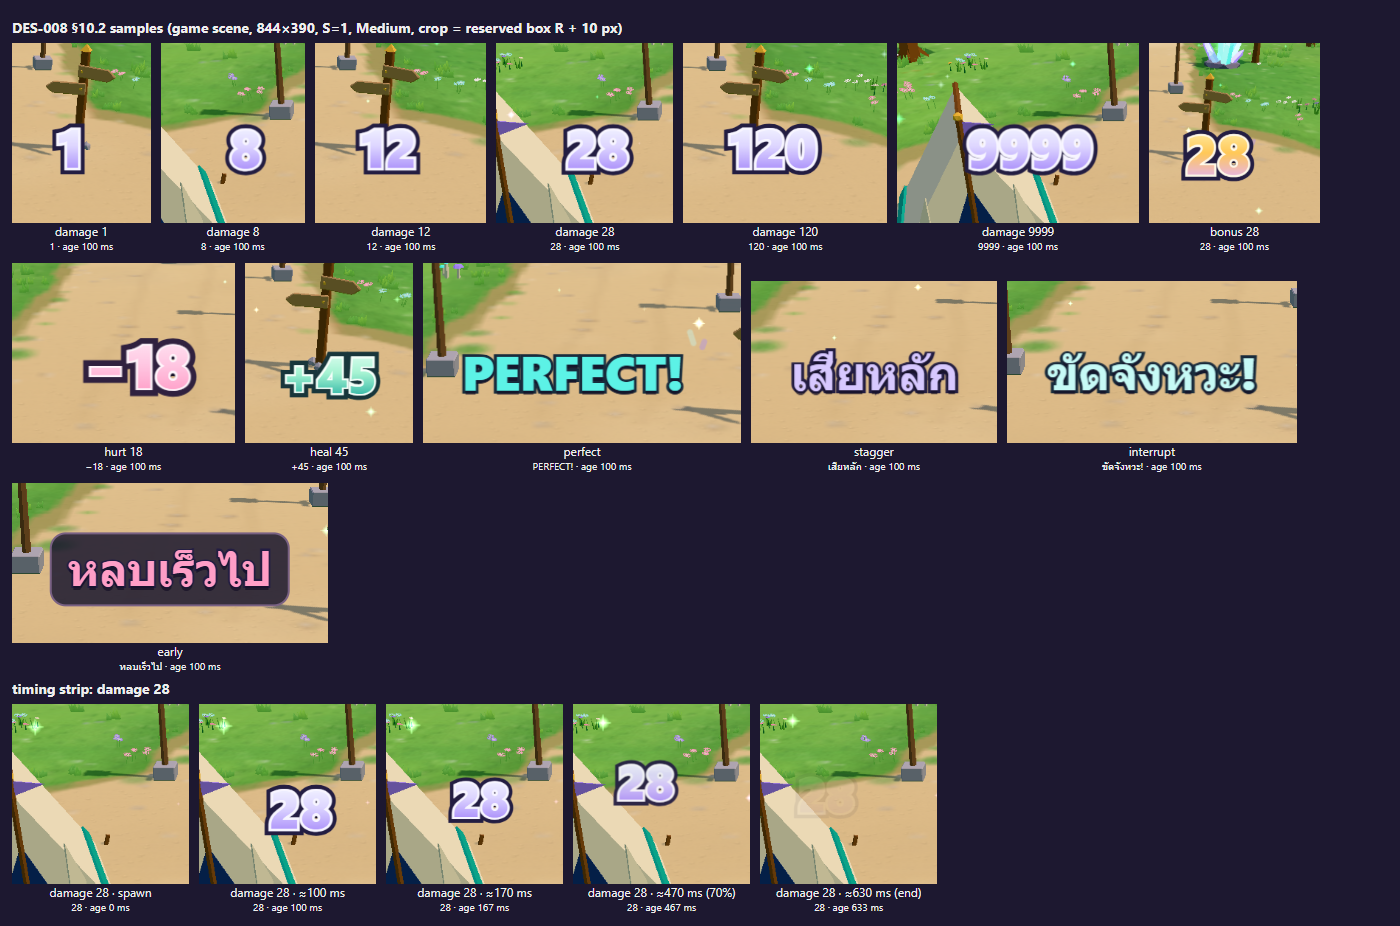 DES-008 §10.2 samples (game scene, 844×390, S=1, Medium, crop = reserved box R + 10 px)
1
8
12
28
120
9999
28
damage 1
damage 8
damage 12
damage 28
damage 120
damage 9999
bonus 28
1 · age 100 ms
8 · age 100 ms
12 · age 100 ms
28 · age 100 ms
120 · age 100 ms
9999 · age 100 ms
28 · age 100 ms
−18
+45
PERFECT!
เสียหลัก
ขัดจังหวะ!
hurt 18
heal 45
perfect
stagger
interrupt
−18 · age 100 ms
+45 · age 100 ms
PERFECT! · age 100 ms
เสียหลัก · age 100 ms
ขัดจังหวะ! · age 100 ms
หลบเร็วไป
early
หลบเร็วไป · age 100 ms
timing strip: damage 28
28
28
28
28
damage 28 · spawn
damage 28 · ≈100 ms
damage 28 · ≈170 ms
damage 28 · ≈470 ms (70%)
damage 28 · ≈630 ms (end)
28 · age 0 ms
28 · age 100 ms
28 · age 167 ms
28 · age 467 ms
28 · age 633 ms